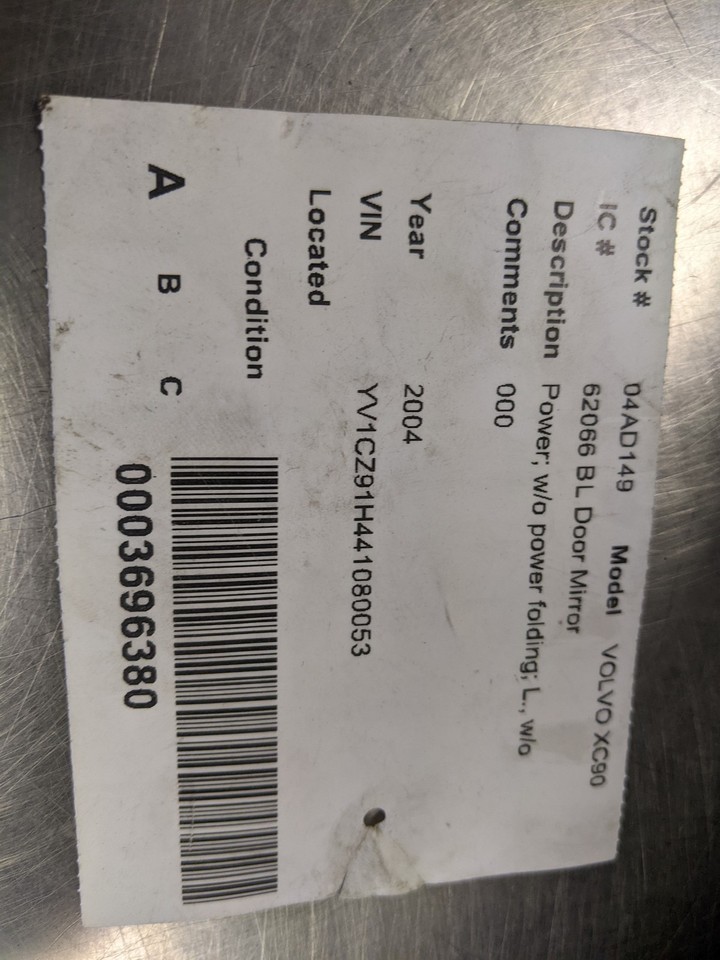 Stock # 04AD149 Model VOLVO XC90
IC # 62066 BL Door Mirror
Description Power; w/o power folding; L., w/o
Comments 000
Year 2004
VIN YV1CZ91H441080053
Located
Condition
A B C
0003696380